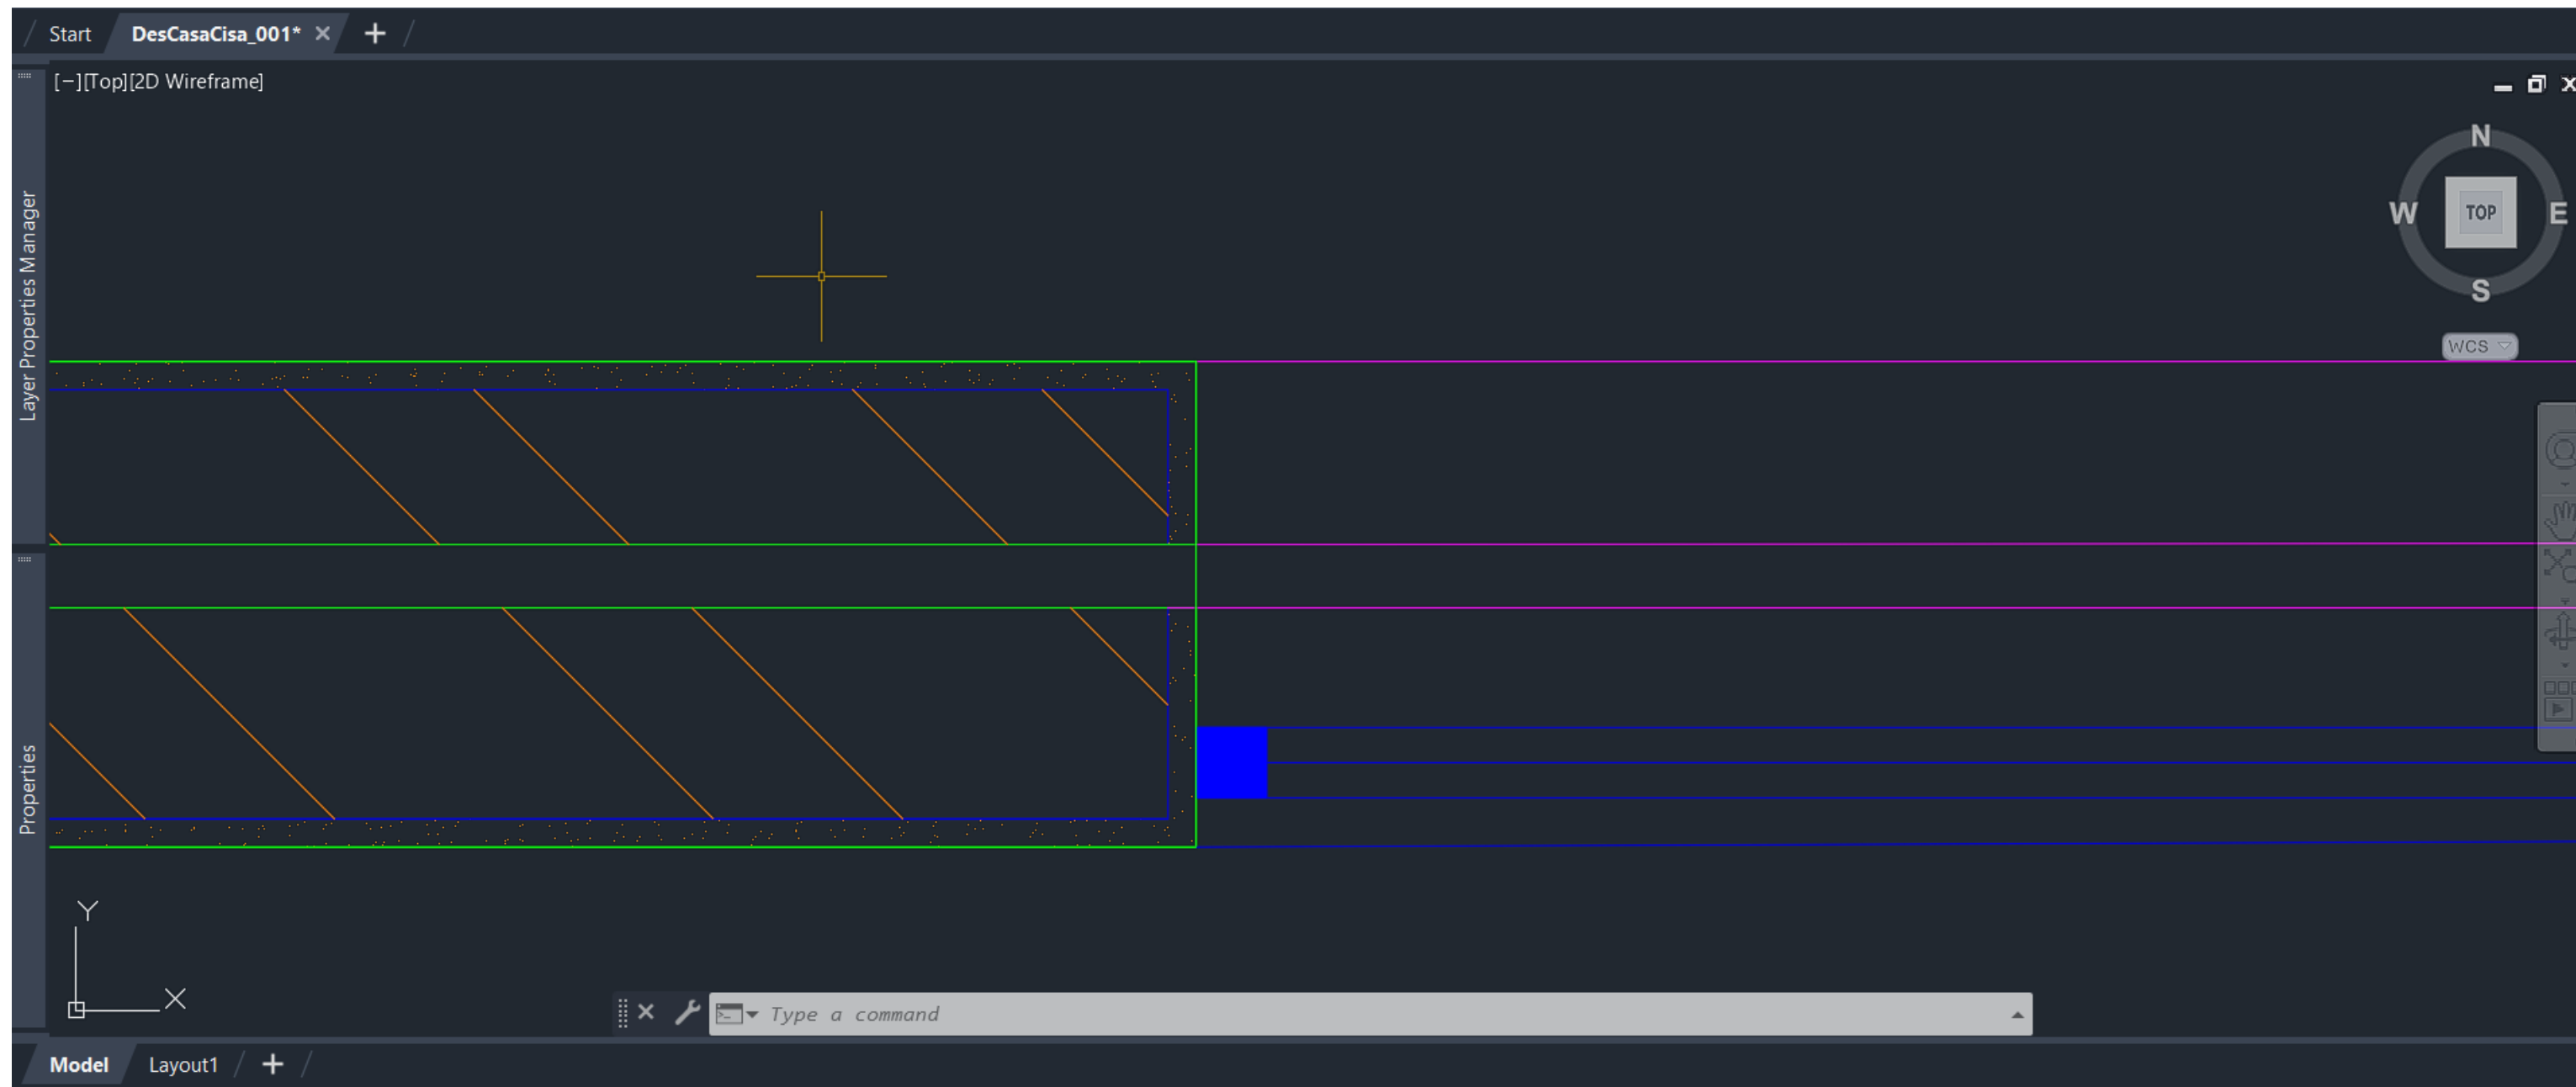 Start
DesCasaCisa_001*
[−][Top][2D Wireframe]
N
W TOP E
S
WCS
Layer Properties Manager
Properties
Y
X
Type a command
Model Layout1